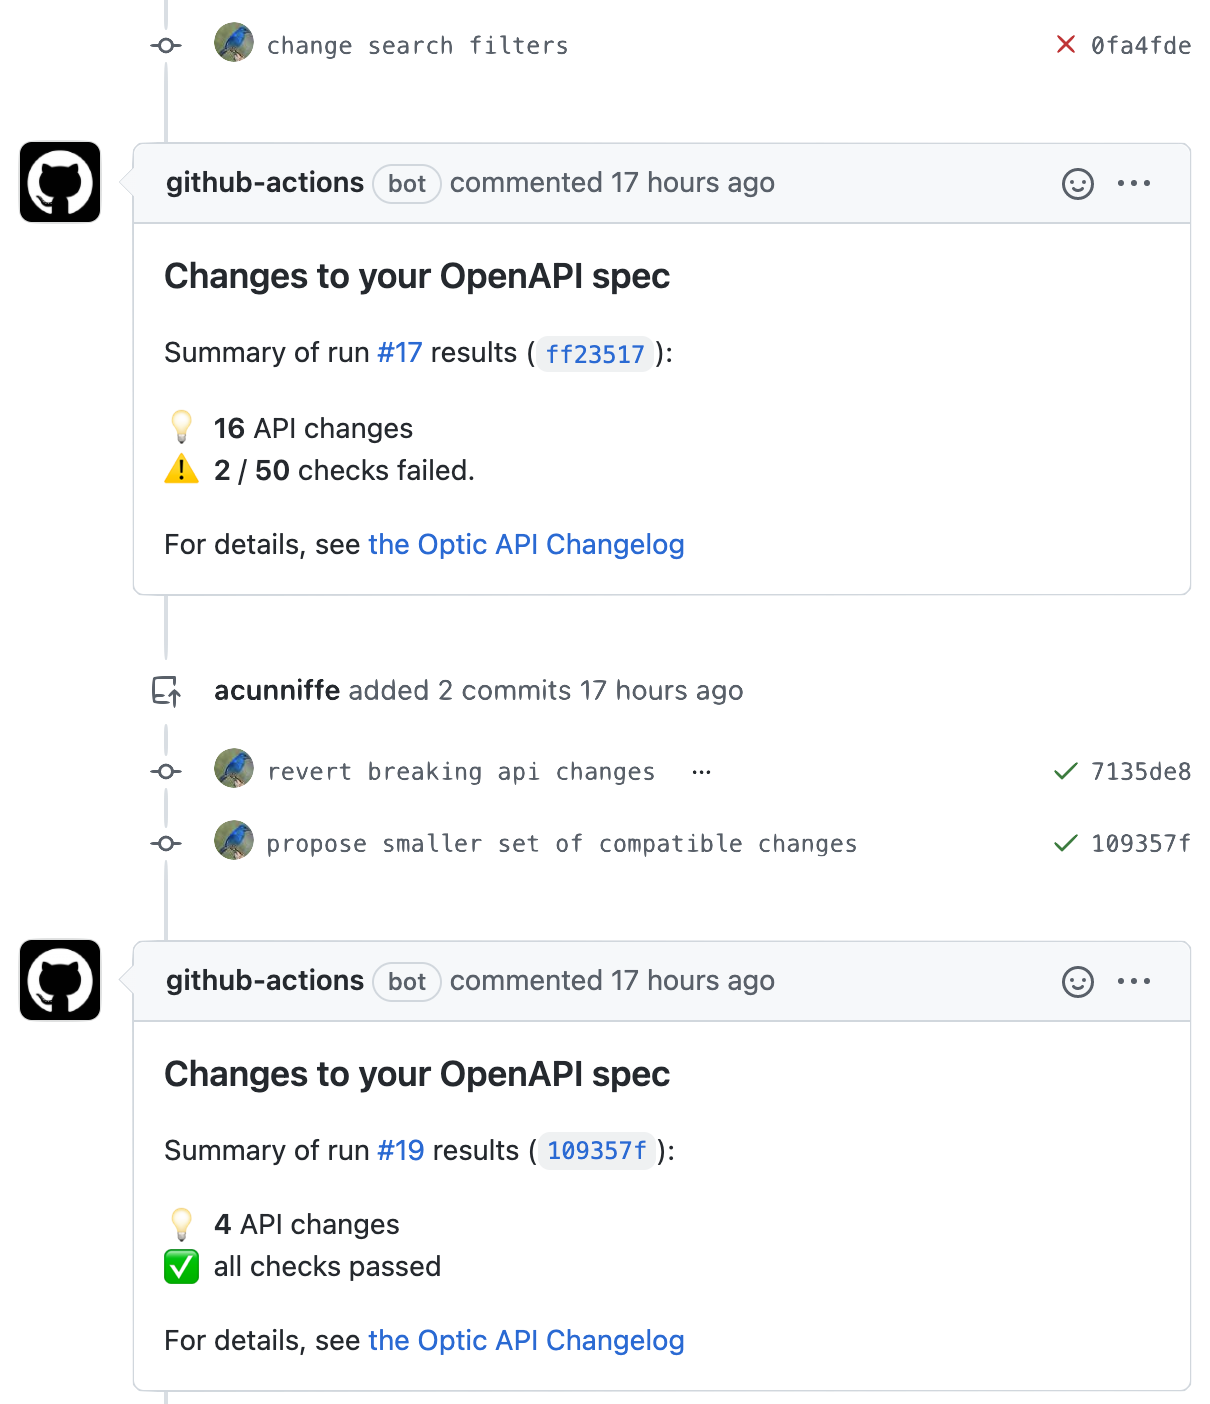 change search filters 0fa4fde
github-actions bot commented 17 hours ago
Changes to your OpenAPI spec
Summary of run #17 results ( ff23517 ):
16 API changes
2 / 50 checks failed.
For details, see the Optic API Changelog
acunniffe added 2 commits 17 hours ago
revert breaking api changes ... 7135de8
propose smaller set of compatible changes 109357f
github-actions bot commented 17 hours ago
Changes to your OpenAPI spec
Summary of run #19 results ( 109357f ):
4 API changes
all checks passed
For details, see the Optic API Changelog